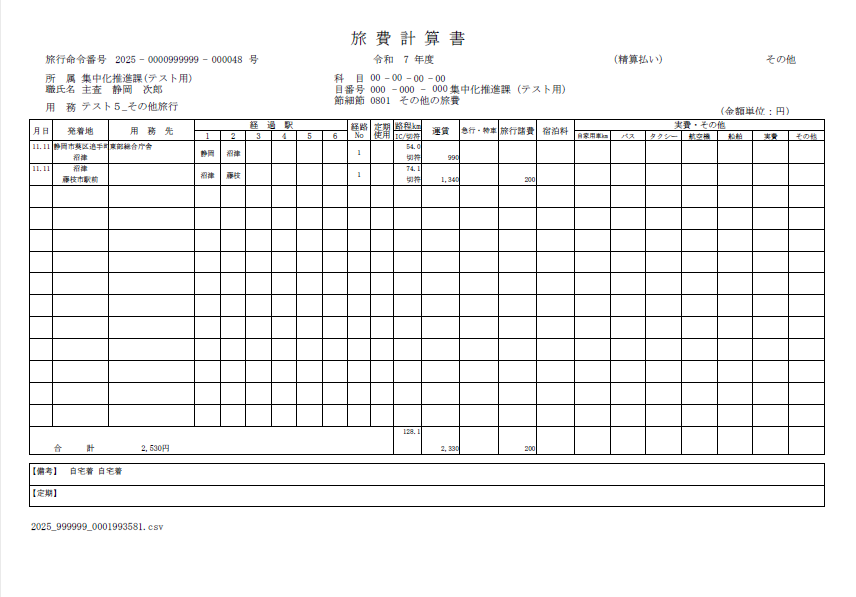 旅 費 計 算 書
旅行命令番号 2025 - 0000999999 - 000048 号 令和 7 年度 (精算払い) その他
所 属 集中化推進課(テスト用) 科 目 00 -00 -00 -00
職氏名 主査 静岡 次郎 目番号 000 -000 - 000 集中化推進課 (テスト用)
用 務 テスト5_その他旅行 節細節 0801 その他の旅費
(金額単位:円)
月日 発着地 用 務 先 経 過 駅 経路No 定期使用 路程km IC/切符 運賃 急行・特車 旅行諸費 宿泊料 実費・その他
1 2 3 4 5 6 自家用車km バス タクシー 航空機 船舶 実費 その他
11.11 静岡市葵区追手町 東部総合庁舎 静岡 沼津 1 54.0
沼津 切符 990
11.11 沼津 沼津 藤枝 1 74.1
藤枝市駅前 切符 1,340 200
128.1
合 計 2,530円 2,330 200
【備考】 自宅着 自宅着
【定期】
2025_999999_0001993581.csv